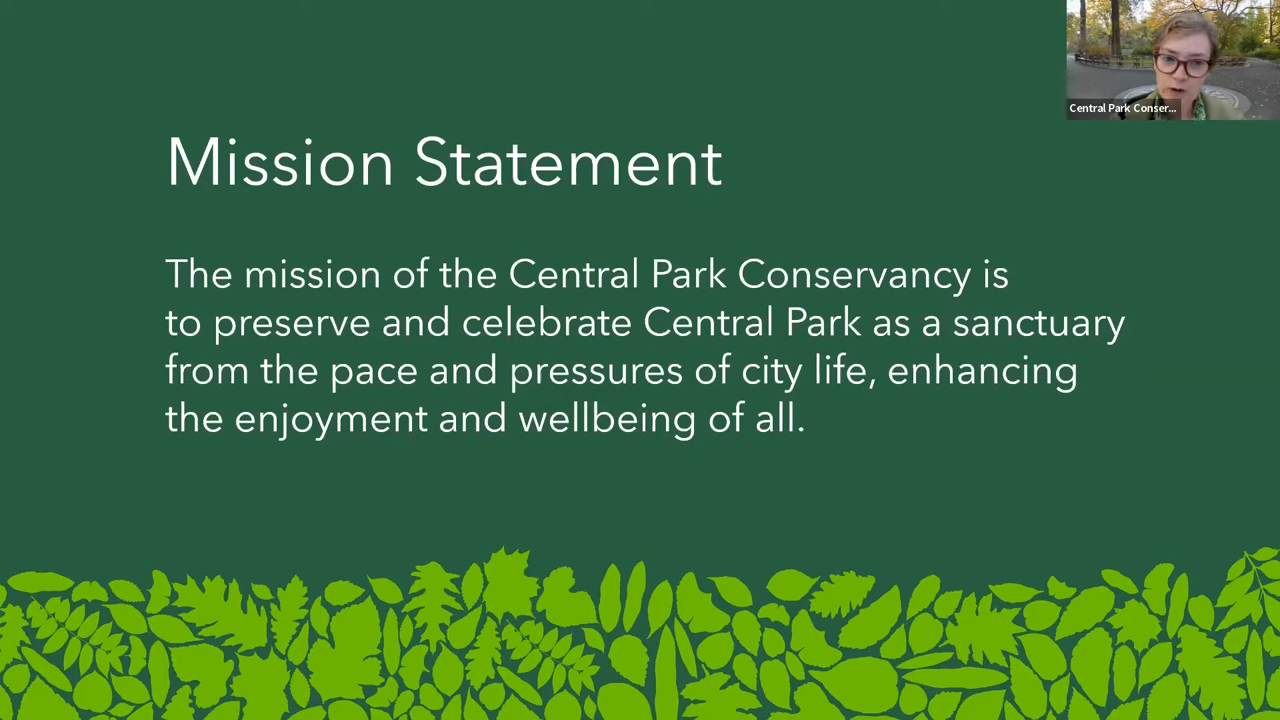 Central Park Conser...
Mission Statement
The mission of the Central Park Conservancy is
to preserve and celebrate Central Park as a sanctuary
from the pace and pressures of city life, enhancing
the enjoyment and wellbeing of all.